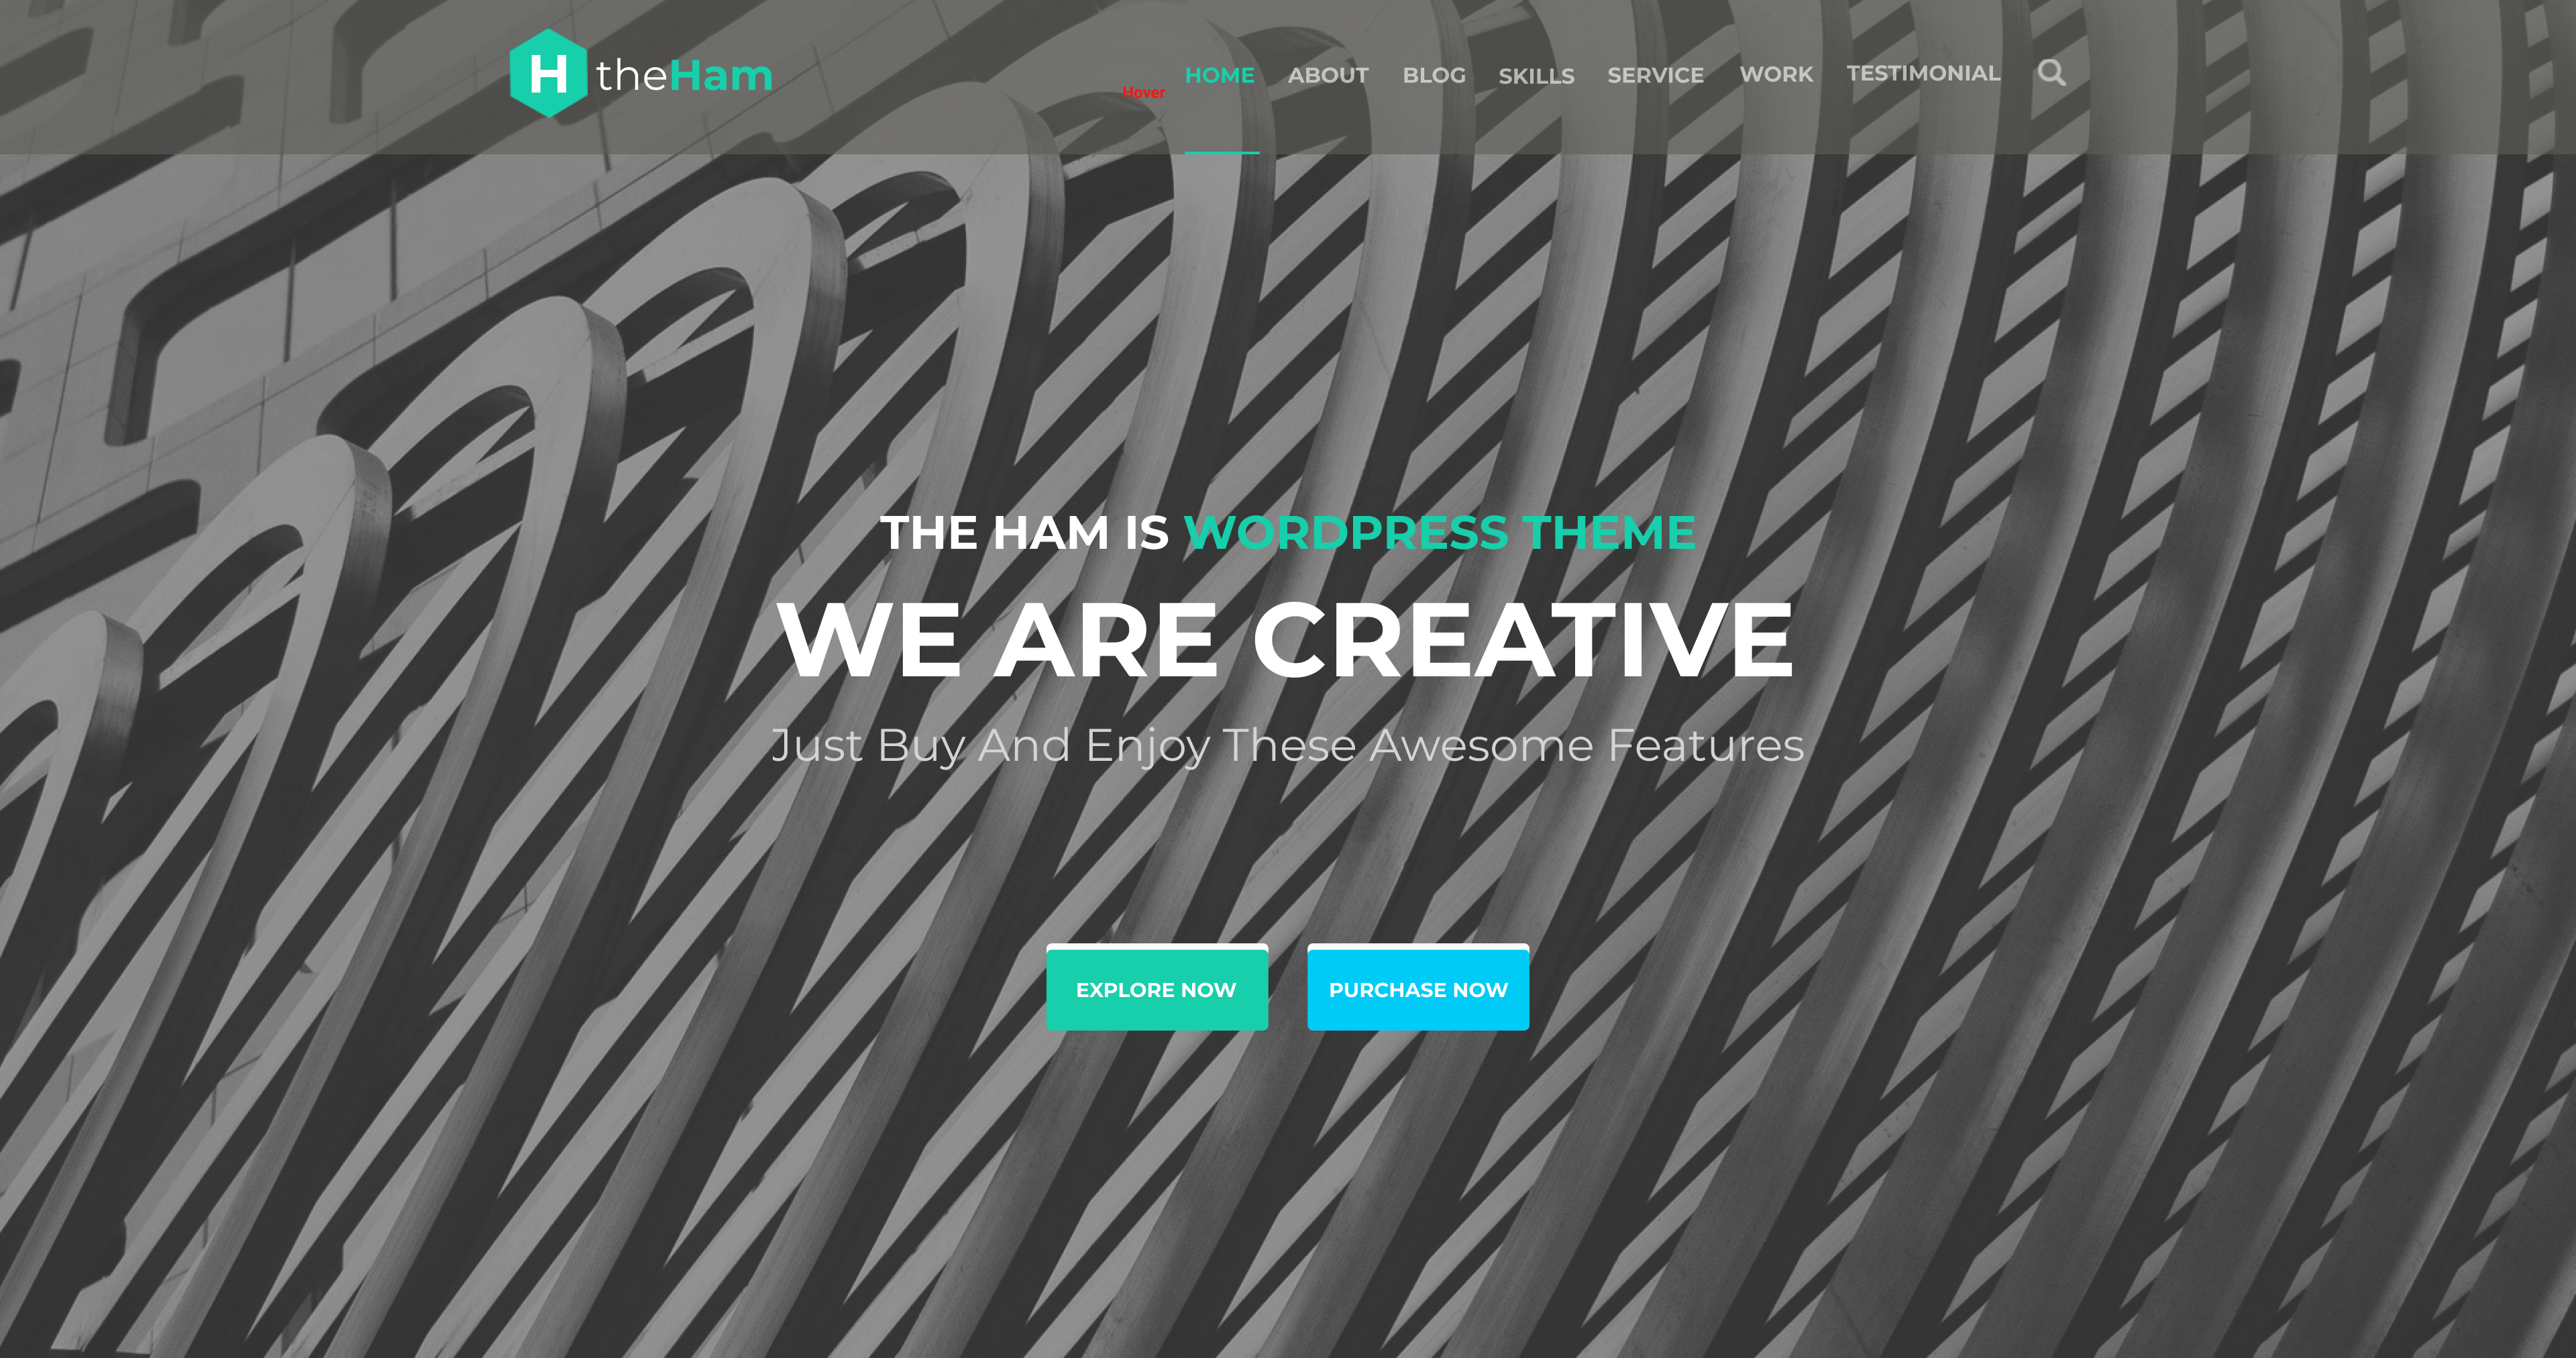 H theHam
Hover
HOME ABOUT BLOG SKILLS SERVICE WORK TESTIMONIAL
THE HAM IS WORDPRESS THEME
WE ARE CREATIVE
Just Buy And Enjoy These Awesome Features
EXPLORE NOW PURCHASE NOW